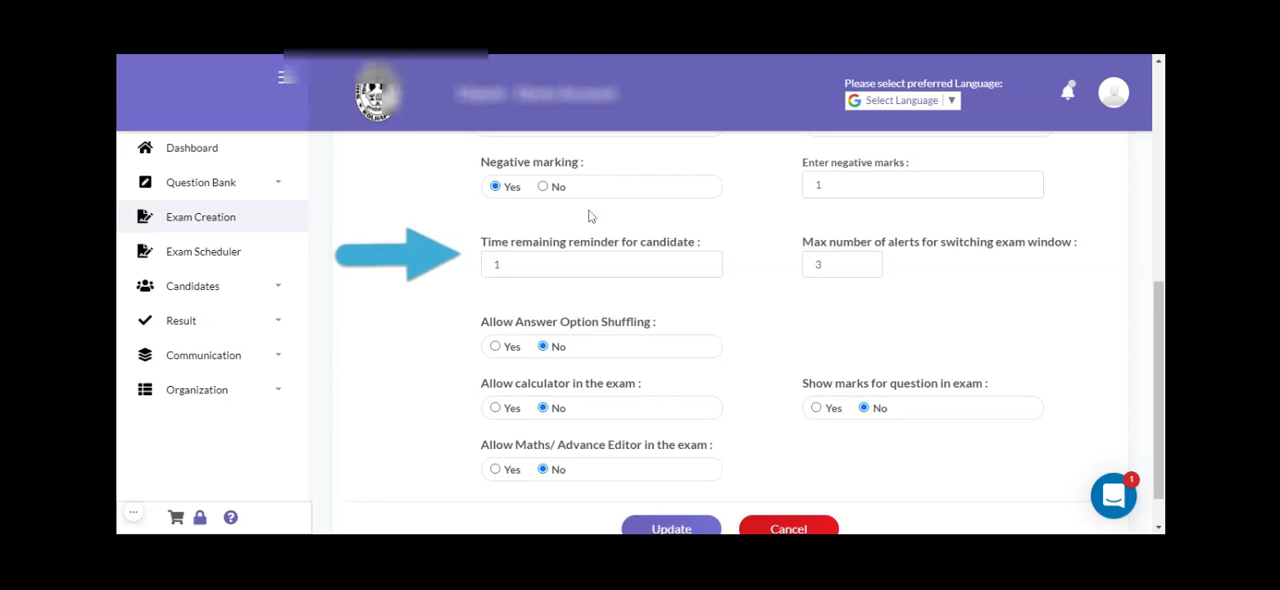 Please select preferred Language:
Select Language ▼
Dashboard
Question Bank
Exam Creation
Exam Scheduler
Candidates
Result
Communication
Organization
Negative marking :
Yes No
Enter negative marks :
1
Time remaining reminder for candidate :
1
Max number of alerts for switching exam window :
3
Allow Answer Option Shuffling :
Yes No
Allow calculator in the exam :
Yes No
Show marks for question in exam :
Yes No
Allow Maths/ Advance Editor in the exam :
Yes No
1
Update Cancel